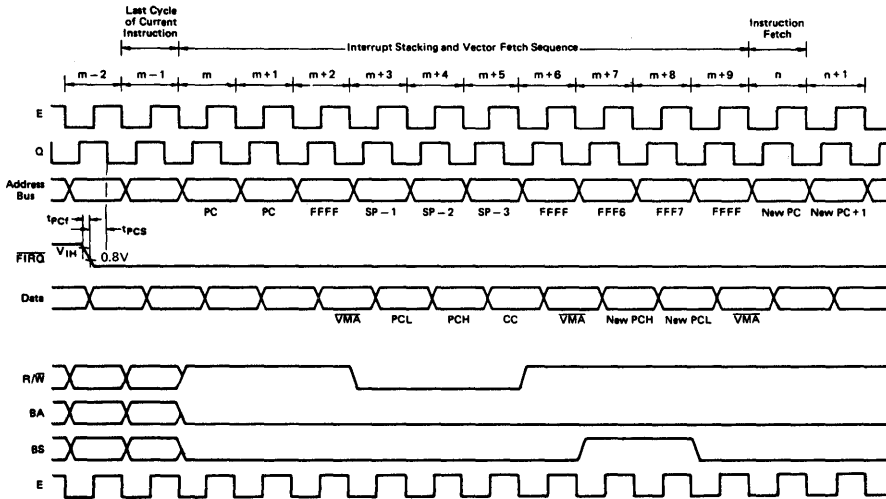 Last Cycle
of Current
Instruction
Instruction
Fetch
Interrupt Stacking and Vector Fetch Sequence
m-2 m-1 m m+1 m+2 m+3 m+4 m+5 m+6 m+7 m+8 m+9 n n+1
E
Q
Address
Bus
PC PC FFFF SP-1 SP-2 SP-3 FFFF FFF6 FFF7 FFFF New PC New PC+1
tPCf
tPCS
VIH
0.8V
FIRQ
Data
VMA PCL PCH CC VMA New PCH New PCL VMA
R/W
BA
BS
E